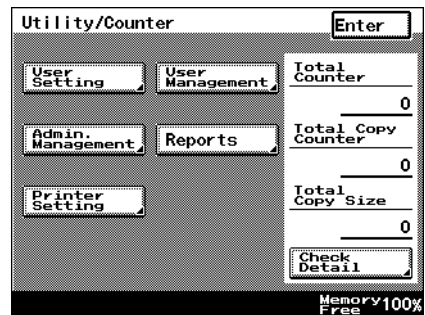 Utility/Counter
Enter
User
Setting
User
Management
Admin.
Management
Reports
Printer
Setting
Total
Counter
0
Total Copy
Counter
0
Total
Copy Size
0
Check
Detail
Memory
Free 100%